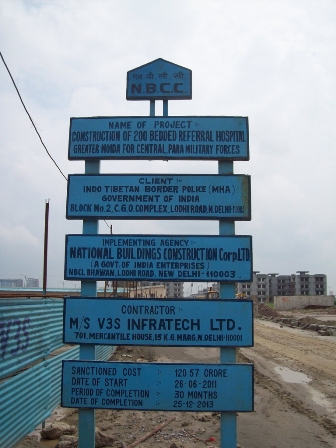 एन.बी.सी.सी.
N.B.C.C.
NAME OF PROJECT:-
CONSTRUCTION OF 200 BEDDED REFERRAL HOSPITAL
GREATER NOIDA FOR CENTRAL PARA MILITARY FORCES
CLIENT :-
INDO TIBETAN BORDER POLICE (MHA)
GOVERNMENT OF INDIA
BLOCK No 2, C.G.O. COMPLEX, LODHI ROAD, N. DELHI-110003
IMPLEMENTING AGENCY :-
NATIONAL BUILDINGS CONSTRUCTION CORP. LTD
(A GOVT. OF INDIA ENTERPRISES)
NBCC BHAWAN, LODHI ROAD, NEW DELHI-110003
CONTRACTOR :-
M/S V3S INFRATECH LTD.
701, MERCANTILE HOUSE, 15 K.G. MARG, N. DELHI-110001
SANCTIONED COST :- 120.57 CRORE
DATE OF START :- 26-06-2011
PERIOD OF COMPLETION :- 30 MONTHS
DATE OF COMPLETION :- 25-12-2013